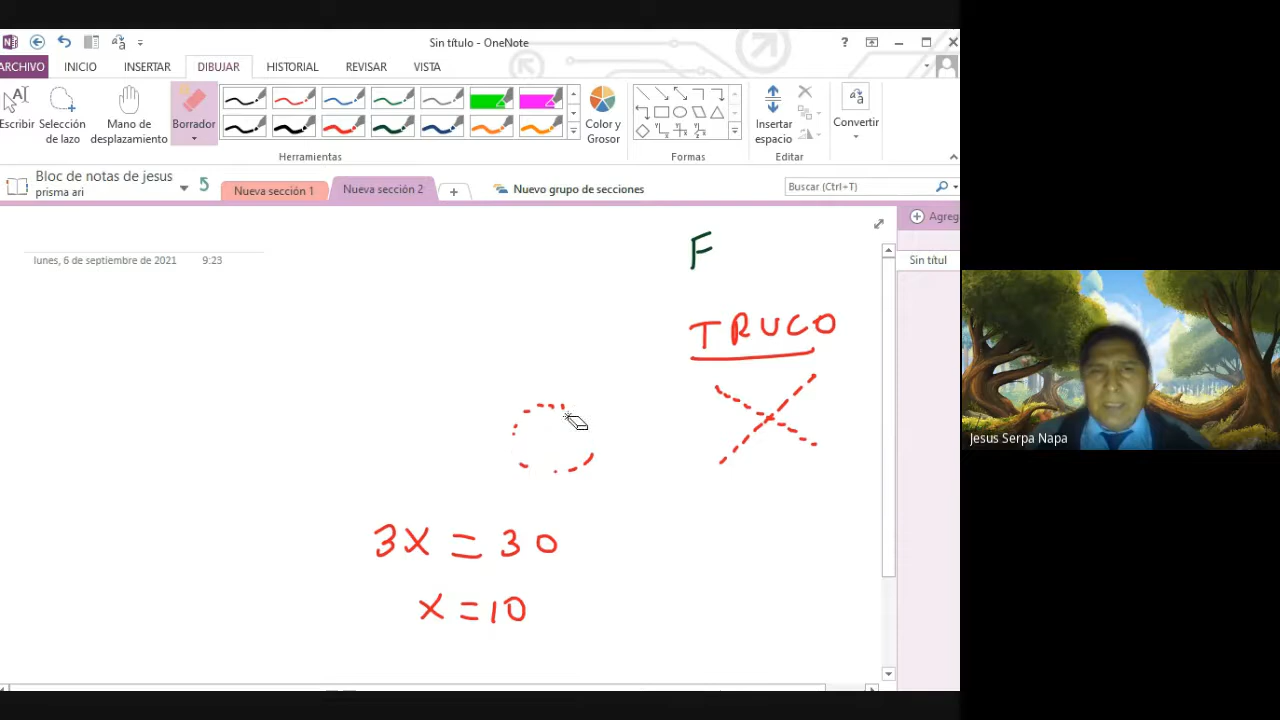 Sin título - OneNote
ARCHIVO INICIO INSERTAR DIBUJAR HISTORIAL REVISAR VISTA
Escribir Selección de lazo Mano de desplazamiento Borrador Color y Grosor Insertar espacio Convertir
Herramientas Formas Editar
Bloc de notas de jesus
prisma ari
Nueva sección 1 Nueva sección 2 + Nuevo grupo de secciones Buscar (Ctrl+T)
Agreg
lunes, 6 de septiembre de 2021 9:23
Sin títul
F
TRUCO
3X = 30
X = 10
Jesus Serpa Napa